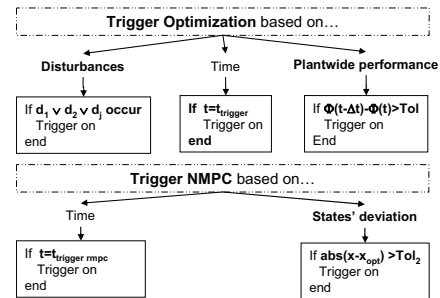 Trigger Optimization based on…
Disturbances Time Plantwide performance
If d1 ∨ d2 ∨ dj occur
Trigger on
end
If t=ttrigger
Trigger on
end
If Φ(t-Δt)-Φ(t)>Tol
Trigger on
End
Trigger NMPC based on…
Time States' deviation
If t=ttrigger rmpc
Trigger on
end
If abs(x-xopt) >Tol2
Trigger on
end